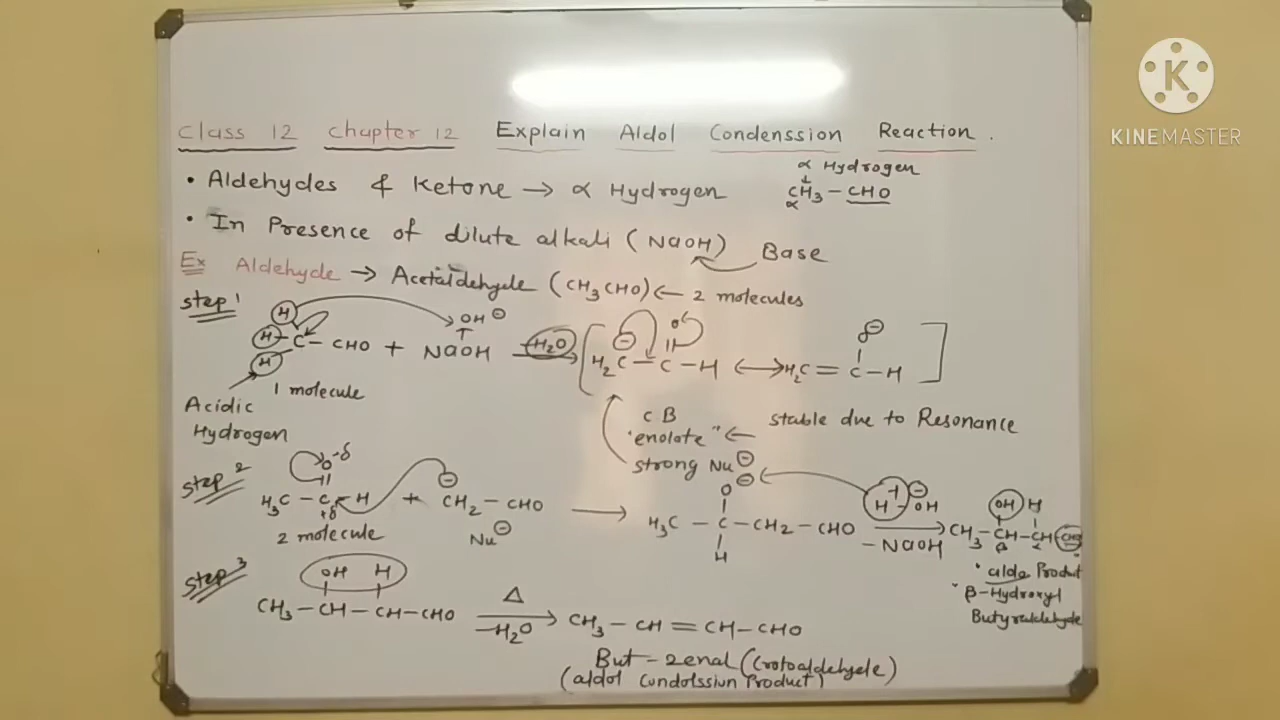 KINEMASTER
Class 12 Chapter 12 Explain Aldol Condenssion Reaction.
α Hydrogen
• Aldehydes & Ketone → α Hydrogen CH3 – CHO
α
• In Presence of dilute alkali (NaOH) Base
Ex Aldehyde → Acetaldehyde (CH3CHO) ← 2 molecules
Step 1
H OH⊖
H – C – CHO + NaOH –H2O [ H2C – C – H ⟷ H2C = C – H ]
H
1 molecule
Acidic
Hydrogen
CB stable due to Resonance
"enolate" ←
strong Nu⊖
Step 2
O -δ
H3C – C – H + CH2 – CHO → H3C – C – CH2 – CHO H – OH – NaOH CH3 – CH – CH
+δ
H
OH H
β α
2 molecule Nu⊖
"aldo Product"
"β-Hydroxyl
Butyraldehyde
Step 3
OH H
CH3 – CH – CH – CHO Δ –H2O → CH3 – CH = CH – CHO
But – 2enal (Crotoaldehyde)
(aldol Condolssiun Product)